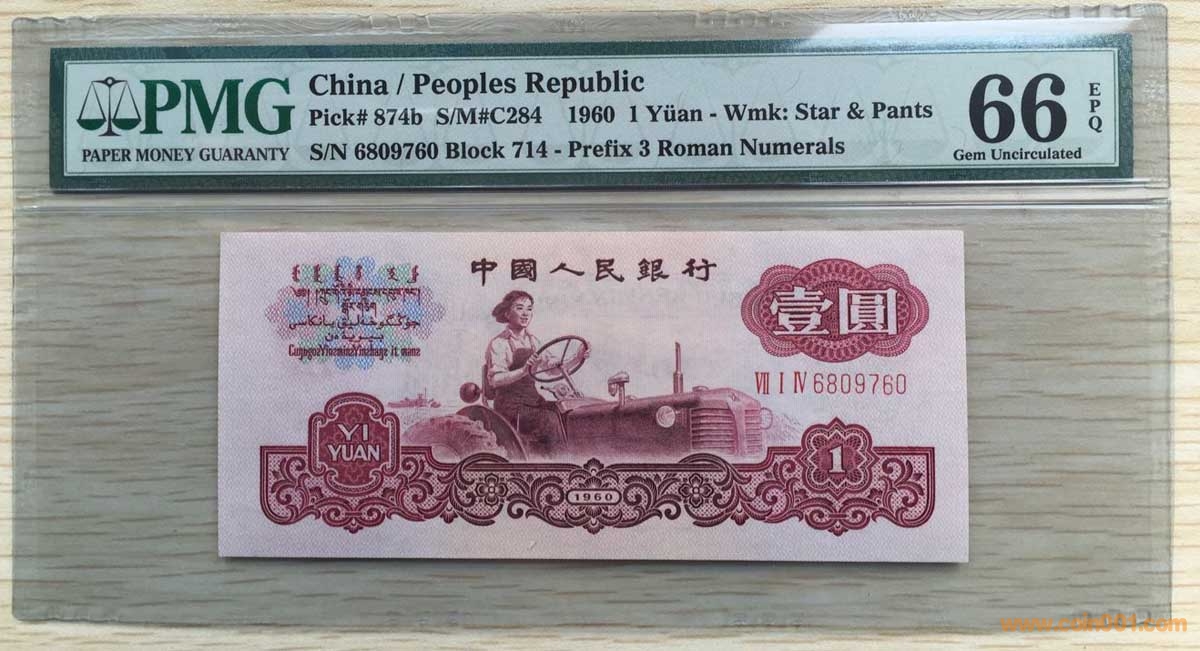 PMG
PAPER MONEY GUARANTY
China / Peoples Republic
Pick# 874b S/M#C284 1960 1 Yüan - Wmk: Star & Pants
S/N 6809760 Block 714 - Prefix 3 Roman Numerals
66
Gem Uncirculated
EPQ
中國人民銀行
壹圓
VII I IV 6809760
YI
YUAN
1960
1
www.coin001.com